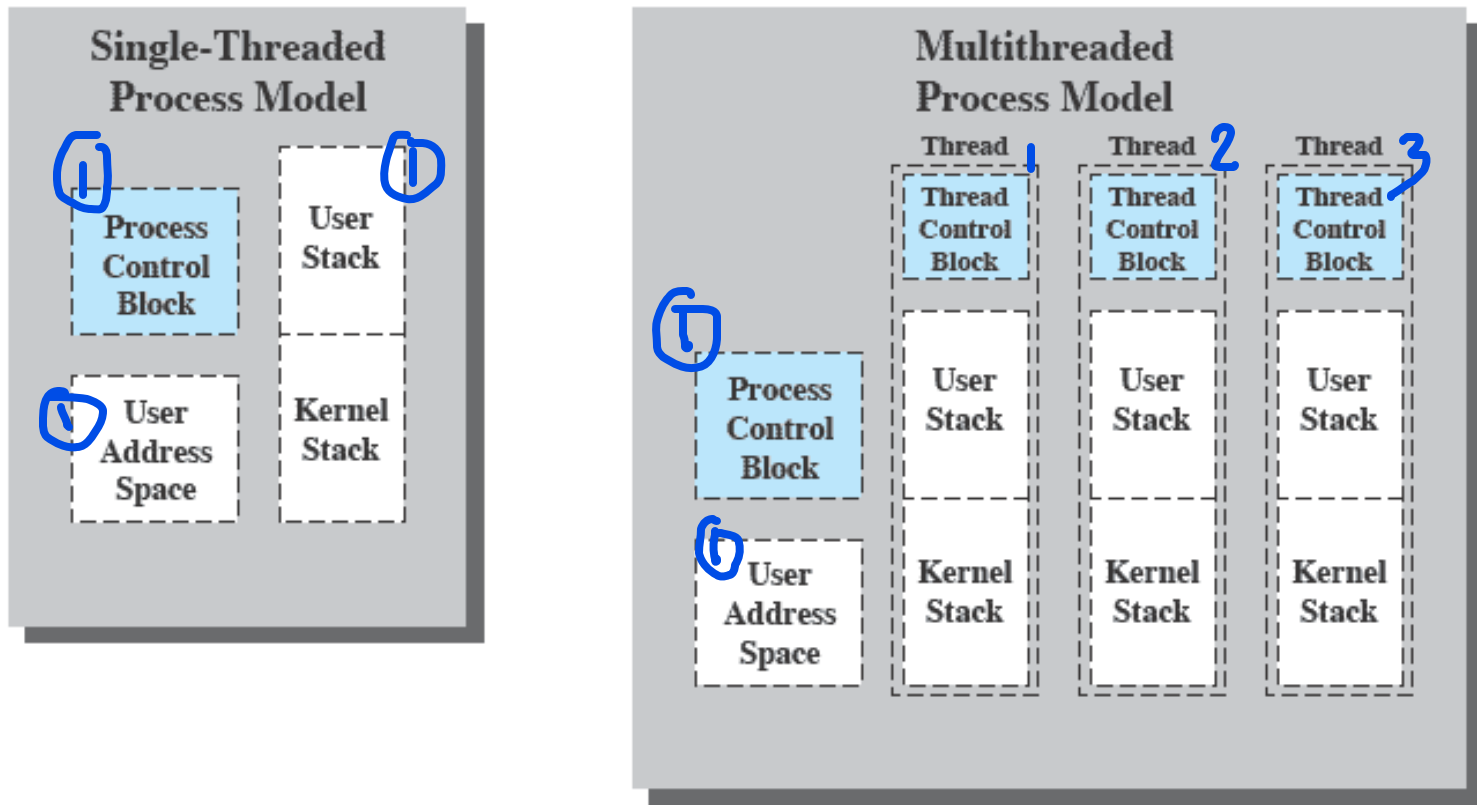 Single-Threaded
Process Model
1
Process
Control
Block
1
User
Stack
1
User
Address
Space
Kernel
Stack
Multithreaded
Process Model
Thread 1
Thread
Control
Block
User
Stack
Kernel
Stack
Thread 2
Thread
Control
Block
User
Stack
Kernel
Stack
Thread 3
Thread
Control
Block
User
Stack
Kernel
Stack
1
Process
Control
Block
1
User
Address
Space